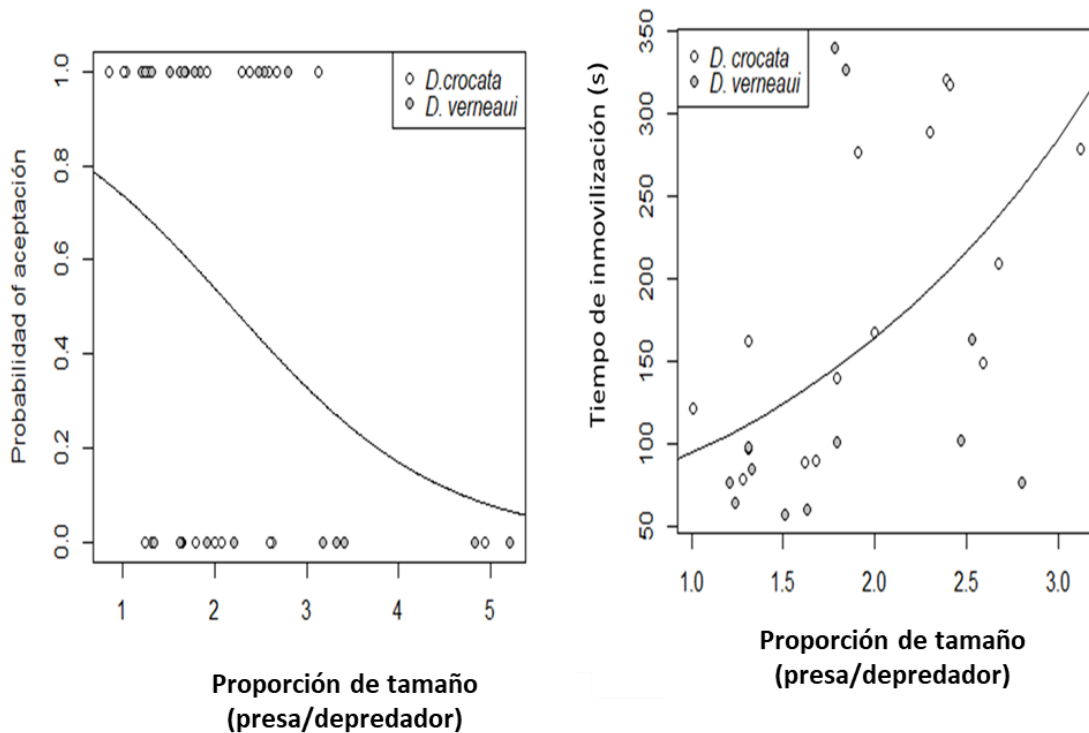 Probabilidad of aceptación
1.0
0.8
0.6
0.4
0.2
0.0
D.crocata
D. verneaui
1 2 3 4 5
Proporción de tamaño
(presa/depredador)
Tiempo de inmovilización (s)
350
300
250
200
150
100
50
D. crocata
D. verneaui
1.0 1.5 2.0 2.5 3.0
Proporción de tamaño
(presa/depredador)